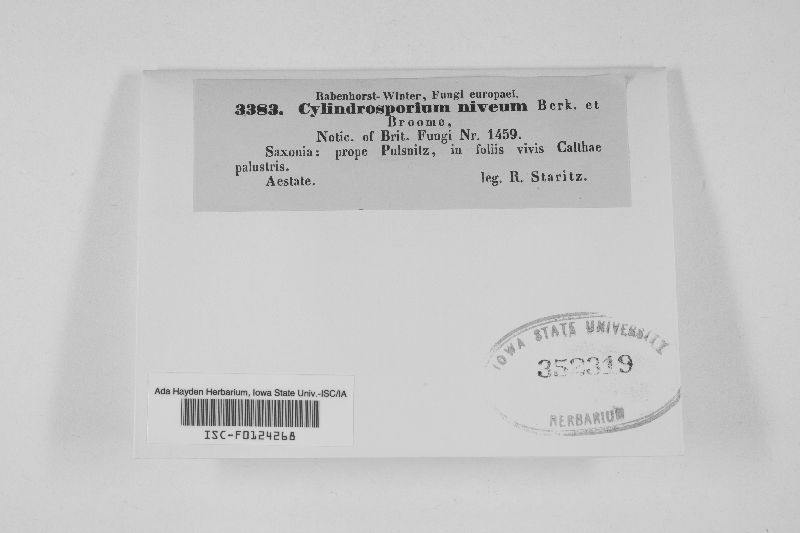 Rabenhorst-Winter, Fungi europaei.
3383. Cylindrosporium niveum Berk. et
Broome,
Notic. of Brit. Fungi Nr. 1459.
Saxonia: prope Pulsnitz, in foliis vivis Calthae
palustris.
Aestate. leg. R. Staritz.
IOWA STATE UNIVERSITY
352319
HERBARIUM
Ada Hayden Herbarium, Iowa State Univ.-ISC/IA
ISC-F0124268